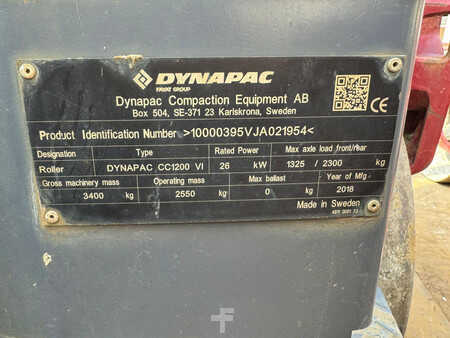 DYNAPAC
FAYAT GROUP
Dynapac Compaction Equipment AB
Box 504, SE-371 23 Karlskrona, Sweden
Product Identification Number >10000395VJA021954<
Designation Type Rated Power Max axle load front/rear
Roller DYNAPAC CC1200 VI 26 kW 1325 / 2300 kg
Gross machinery mass Operating mass Max ballast Year of Mfg
3400 kg 2550 kg 0 kg 2018
Made in Sweden